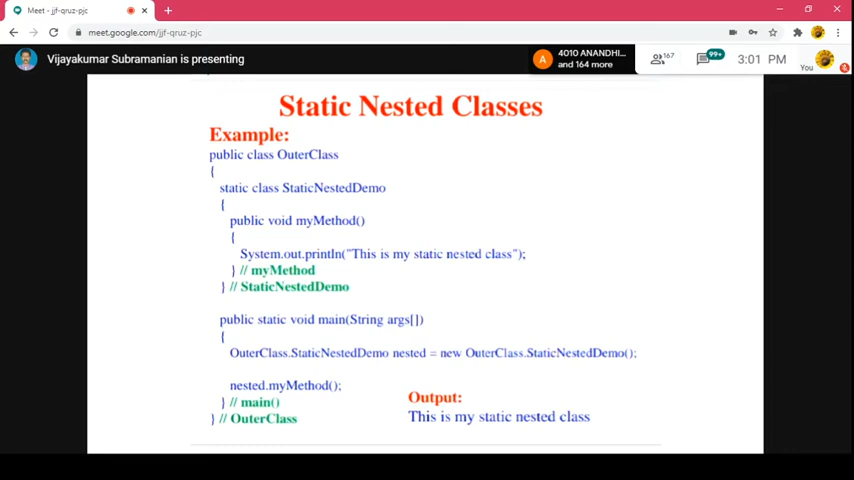 Meet - jjf-qruz-pjc
meet.google.com/jjf-qruz-pjc
Vijayakumar Subramanian is presenting
A
4010 ANANDHI...
and 164 more
167
99+
3:01 PM
You
Static Nested Classes
Example:
public class OuterClass
{
static class StaticNestedDemo
{
public void myMethod()
{
System.out.println("This is my static nested class");
} // myMethod
} // StaticNestedDemo
public static void main(String args[])
{
OuterClass.StaticNestedDemo nested = new OuterClass.StaticNestedDemo();
nested.myMethod();
} // main()
} // OuterClass
Output:
This is my static nested class